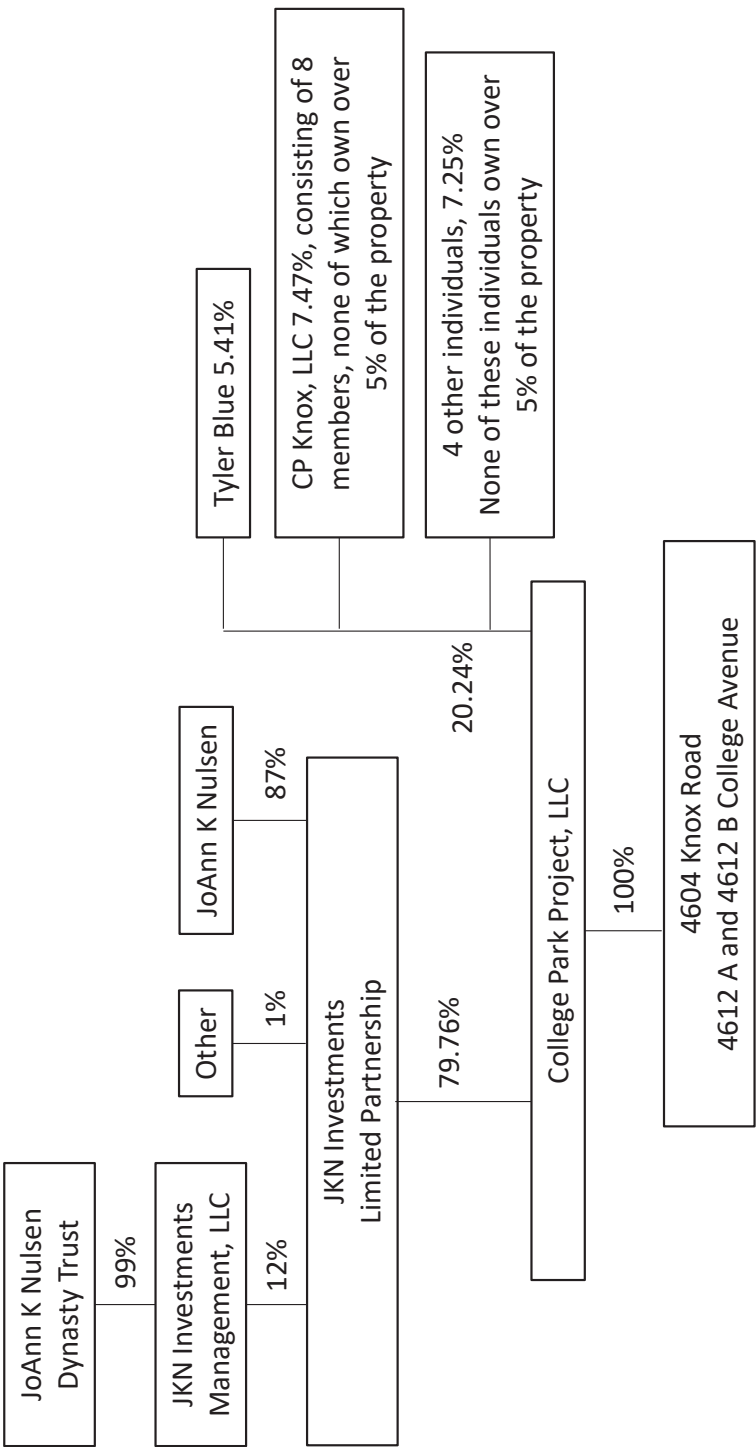 JoAnn K Nulsen
Dynasty Trust
99%
JKN Investments
Management, LLC
12%
Other
1%
JoAnn K Nulsen
87%
JKN Investments
Limited Partnership
79.76%
Tyler Blue 5.41%
CP Knox, LLC 7.47%, consisting of 8
members, none of which own over
5% of the property
4 other individuals, 7.25%
None of these individuals own over
5% of the property
20.24%
College Park Project, LLC
100%
4604 Knox Road
4612 A and 4612 B College Avenue